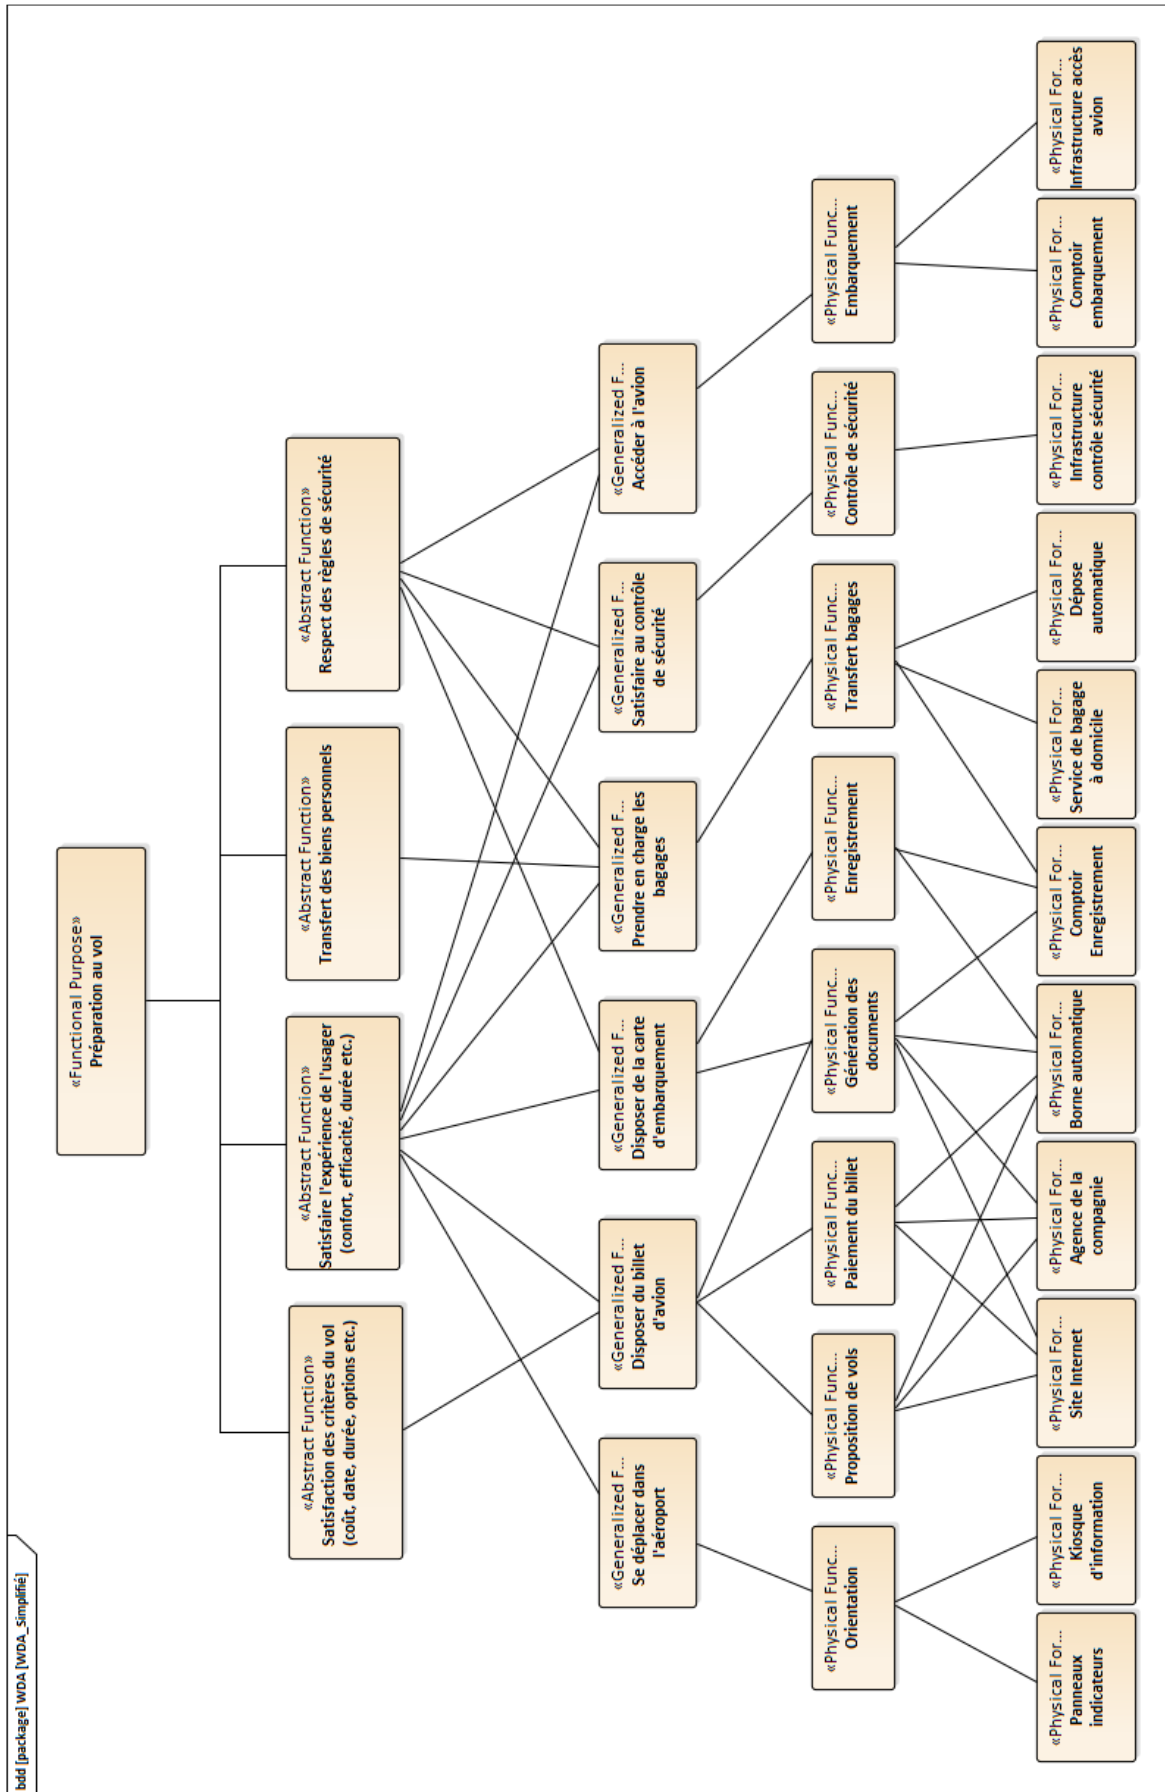 bdd [package] WDA [WDA_Simplifié]
«Functional Purpose»
Préparation au vol
«Abstract Function»
Satisfaction des critères du vol
(coût, date, durée, options etc.)
«Abstract Function»
Satisfaire l'expérience de l'usager
(confort, efficacité, durée etc.)
«Abstract Function»
Transfert des biens personnels
«Abstract Function»
Respect des règles de sécurité
«Generalized F...
Se déplacer dans
l'aéroport
«Generalized F...
Disposer du billet
d'avion
«Generalized F...
Disposer de la carte
d'embarquement
«Generalized F...
Prendre en charge les
bagages
«Generalized F...
Satisfaire au contrôle
de sécurité
«Generalized F...
Accéder à l'avion
«Physical Func...
Orientation
«Physical Func...
Proposition de vols
«Physical Func...
Paiement du billet
«Physical Func...
Génération des
documents
«Physical Func...
Enregistrement
«Physical Func...
Transfert bagages
«Physical Func...
Contrôle de sécurité
«Physical Func...
Embarquement
«Physical For...
Panneaux
indicateurs
«Physical For...
Kiosque
d'information
«Physical For...
Site Internet
«Physical For...
Agence de la
compagnie
«Physical For...
Borne automatique
«Physical For...
Comptoir
Enregistrement
«Physical For...
Service de bagage
à domicile
«Physical For...
Dépose
automatique
«Physical For...
Infrastructure
contrôle sécurité
«Physical For...
Comptoir
embarquement
«Physical For...
Infrastructure accès
avion